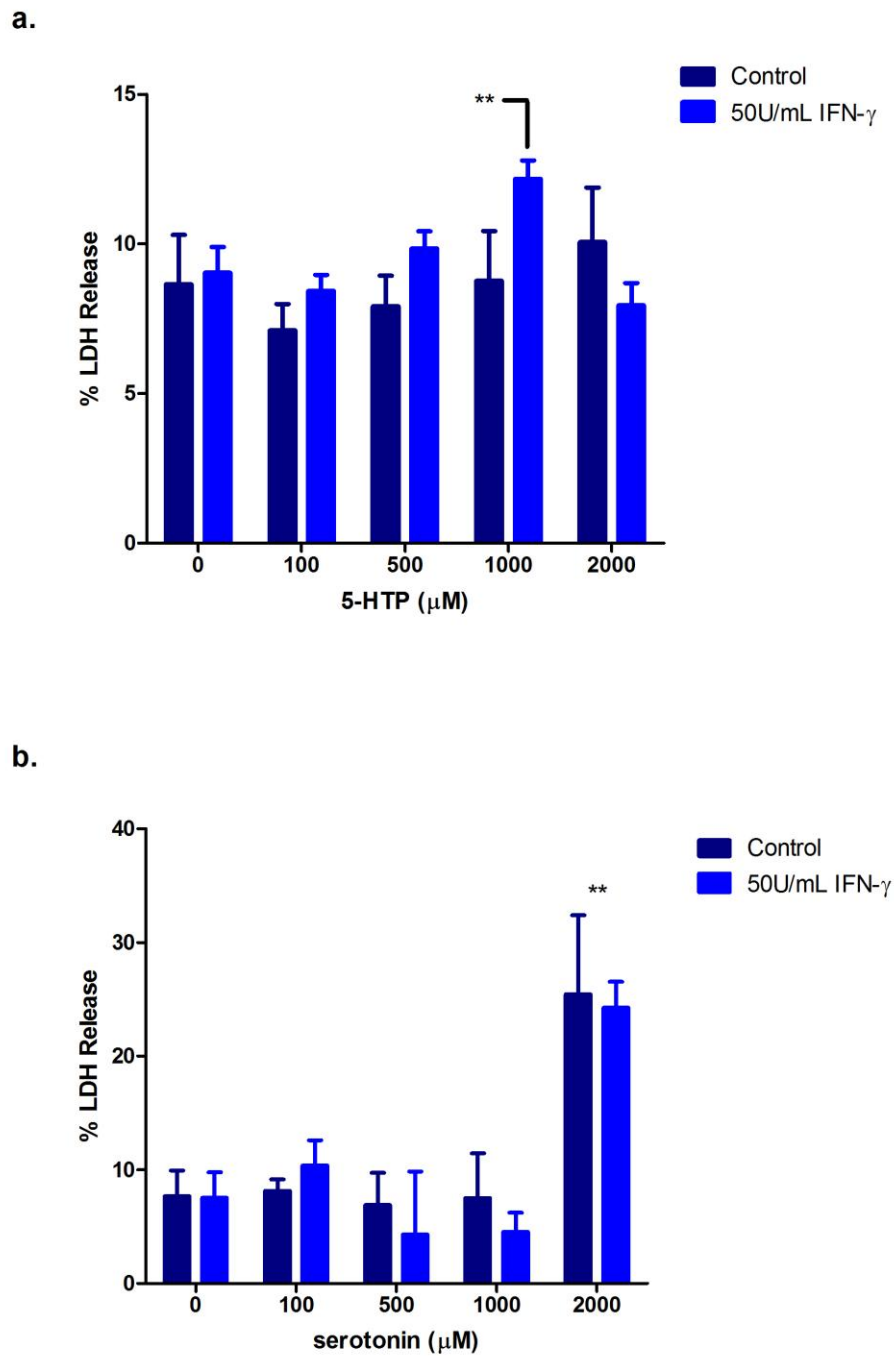 a.
Control
50U/mL IFN-γ
**
15
10
5
0
% LDH Release
0 100 500 1000 2000
5-HTP (μM)
b.
Control
50U/mL IFN-γ
**
40
30
20
10
0
% LDH Release
0 100 500 1000 2000
serotonin (μM)